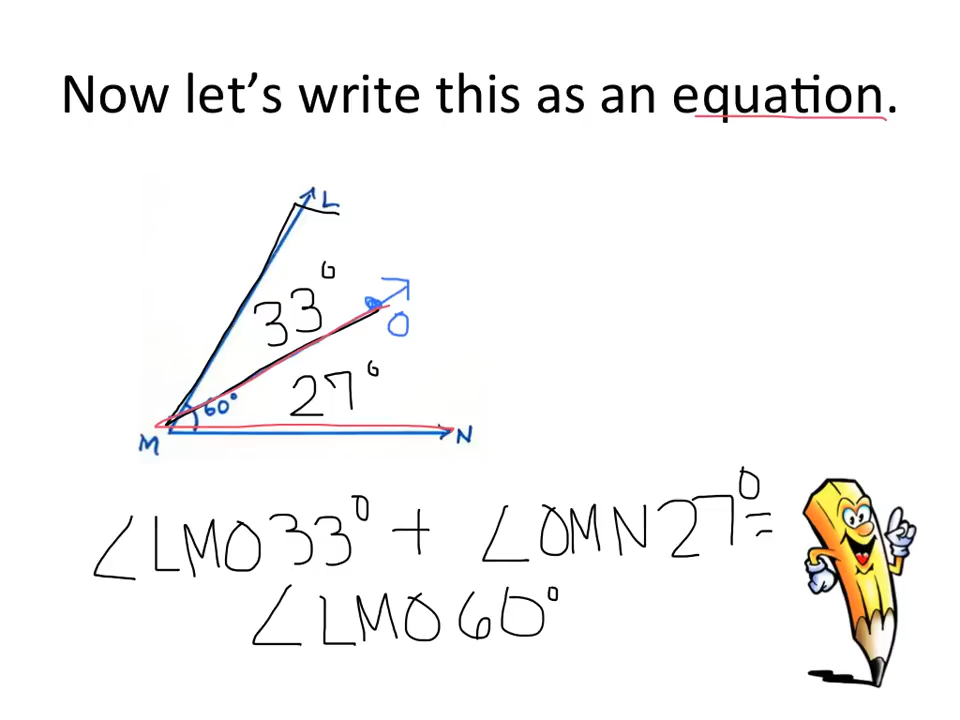 Now let’s write this as an equation.
L
33°
O
27°
60°
M
N
∠LMO33° + ∠OMN27° =
∠LMO60°